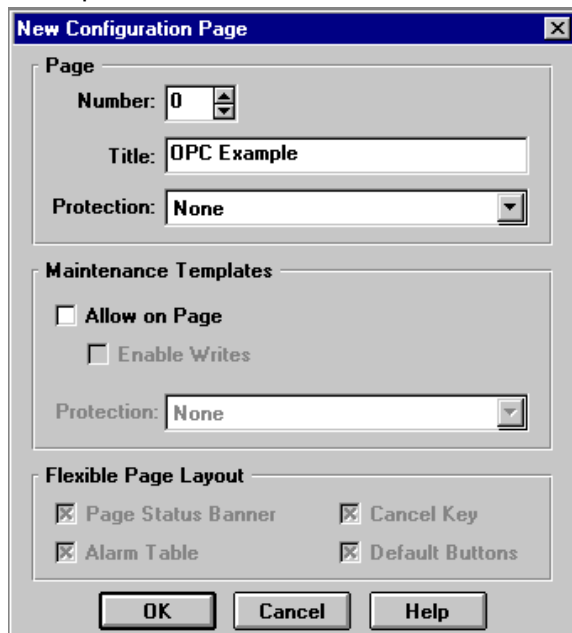 New Configuration Page
Page
Number: 0
Title: OPC Example
Protection: None
Maintenance Templates
Allow on Page
Enable Writes
Protection: None
Flexible Page Layout
Page Status Banner Cancel Key
Alarm Table Default Buttons
OK Cancel Help